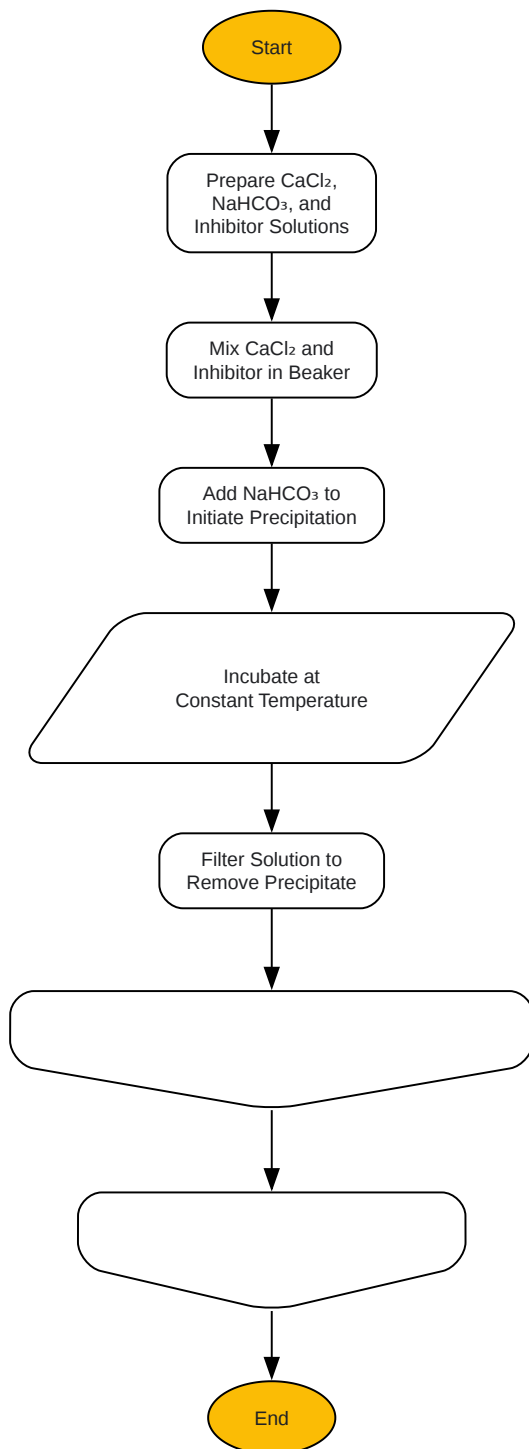 Start
Prepare CaCl₂,
NaHCO₃, and
Inhibitor Solutions
Mix CaCl₂ and
Inhibitor in Beaker
Add NaHCO₃ to
Initiate Precipitation
Incubate at
Constant Temperature
Filter Solution to
Remove Precipitate
End